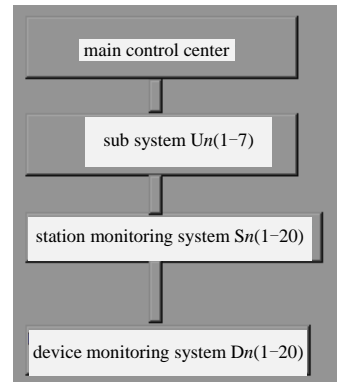 main control center
sub system Un(1−7)
station monitoring system Sn(1−20)
device monitoring system Dn(1−20)